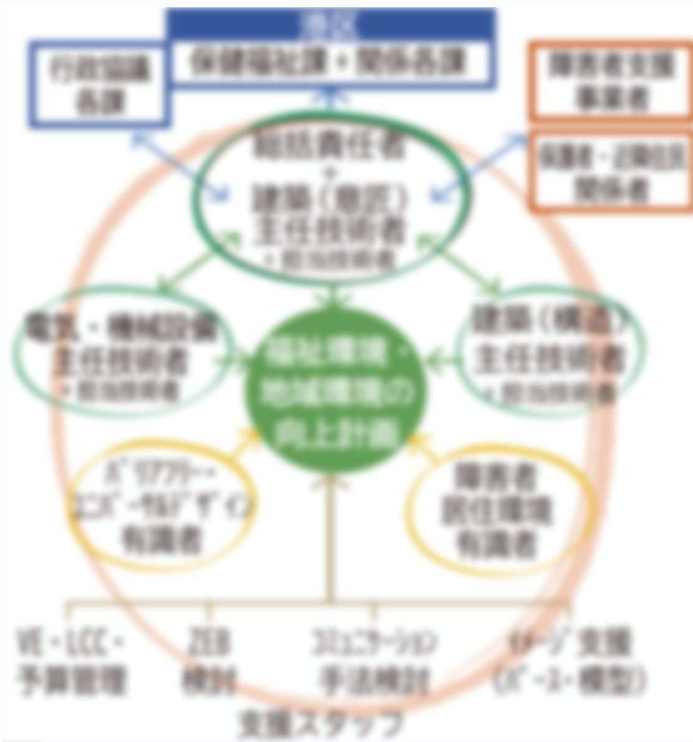 港区
保健福祉課+関係各課
行政協議
各課
障害者支援
事業者
保護者・近隣住民
関係者
総括責任者
+
建築(意匠)
主任技術者
+担当技術者
電気・機械設備
主任技術者
+担当技術者
建築(構造)
主任技術者
+担当技術者
福祉環境・
地域環境の
向上計画
バリアフリー・
ユニバーサルデザイン
有識者
障害者
居住環境
有識者
VE・LCC・
予算管理
ZEB
検討
コミュニケーション
手法検討
イメージ支援
(パース・模型)
支援スタッフ